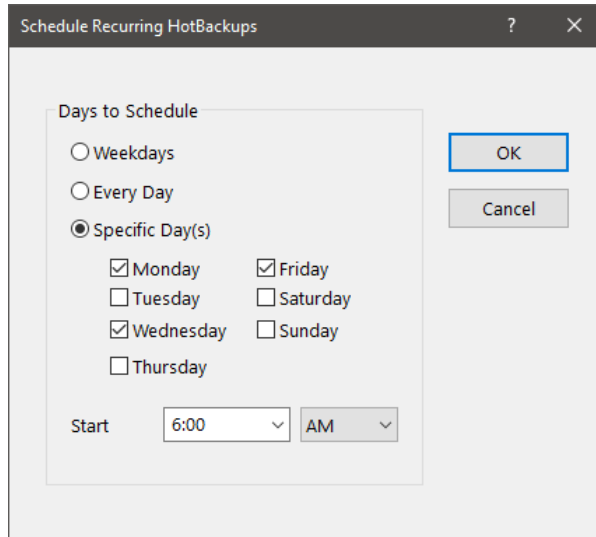 Schedule Recurring HotBackups ?
Days to Schedule
Weekdays
OK
Every Day
Cancel
Specific Day(s)
Monday Friday
Tuesday Saturday
Wednesday Sunday
Thursday
Start 6:00 AM